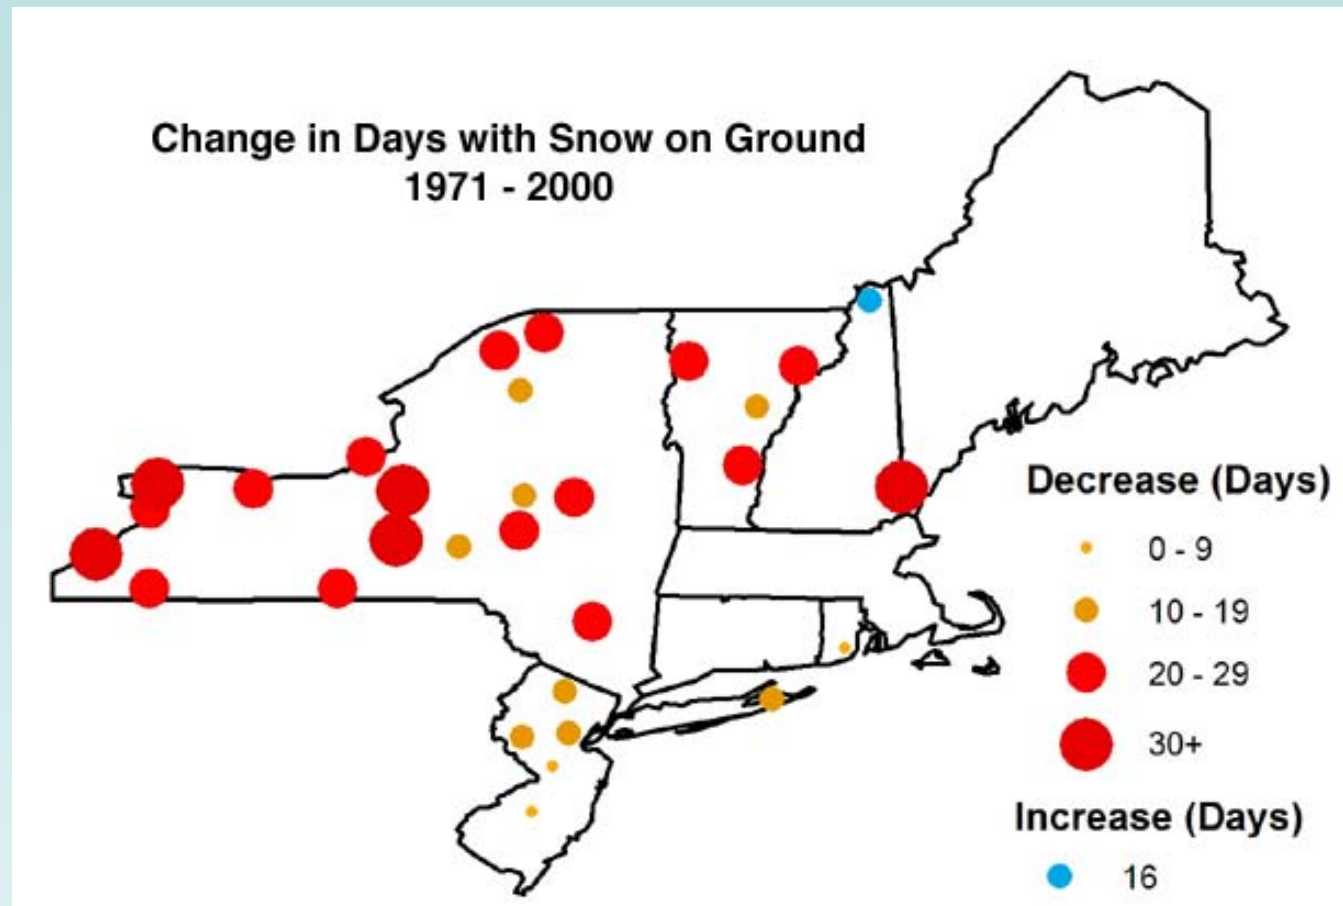 Change in Days with Snow on Ground
1971 - 2000
Decrease (Days)
0 - 9
10 - 19
20 - 29
30+
Increase (Days)
16